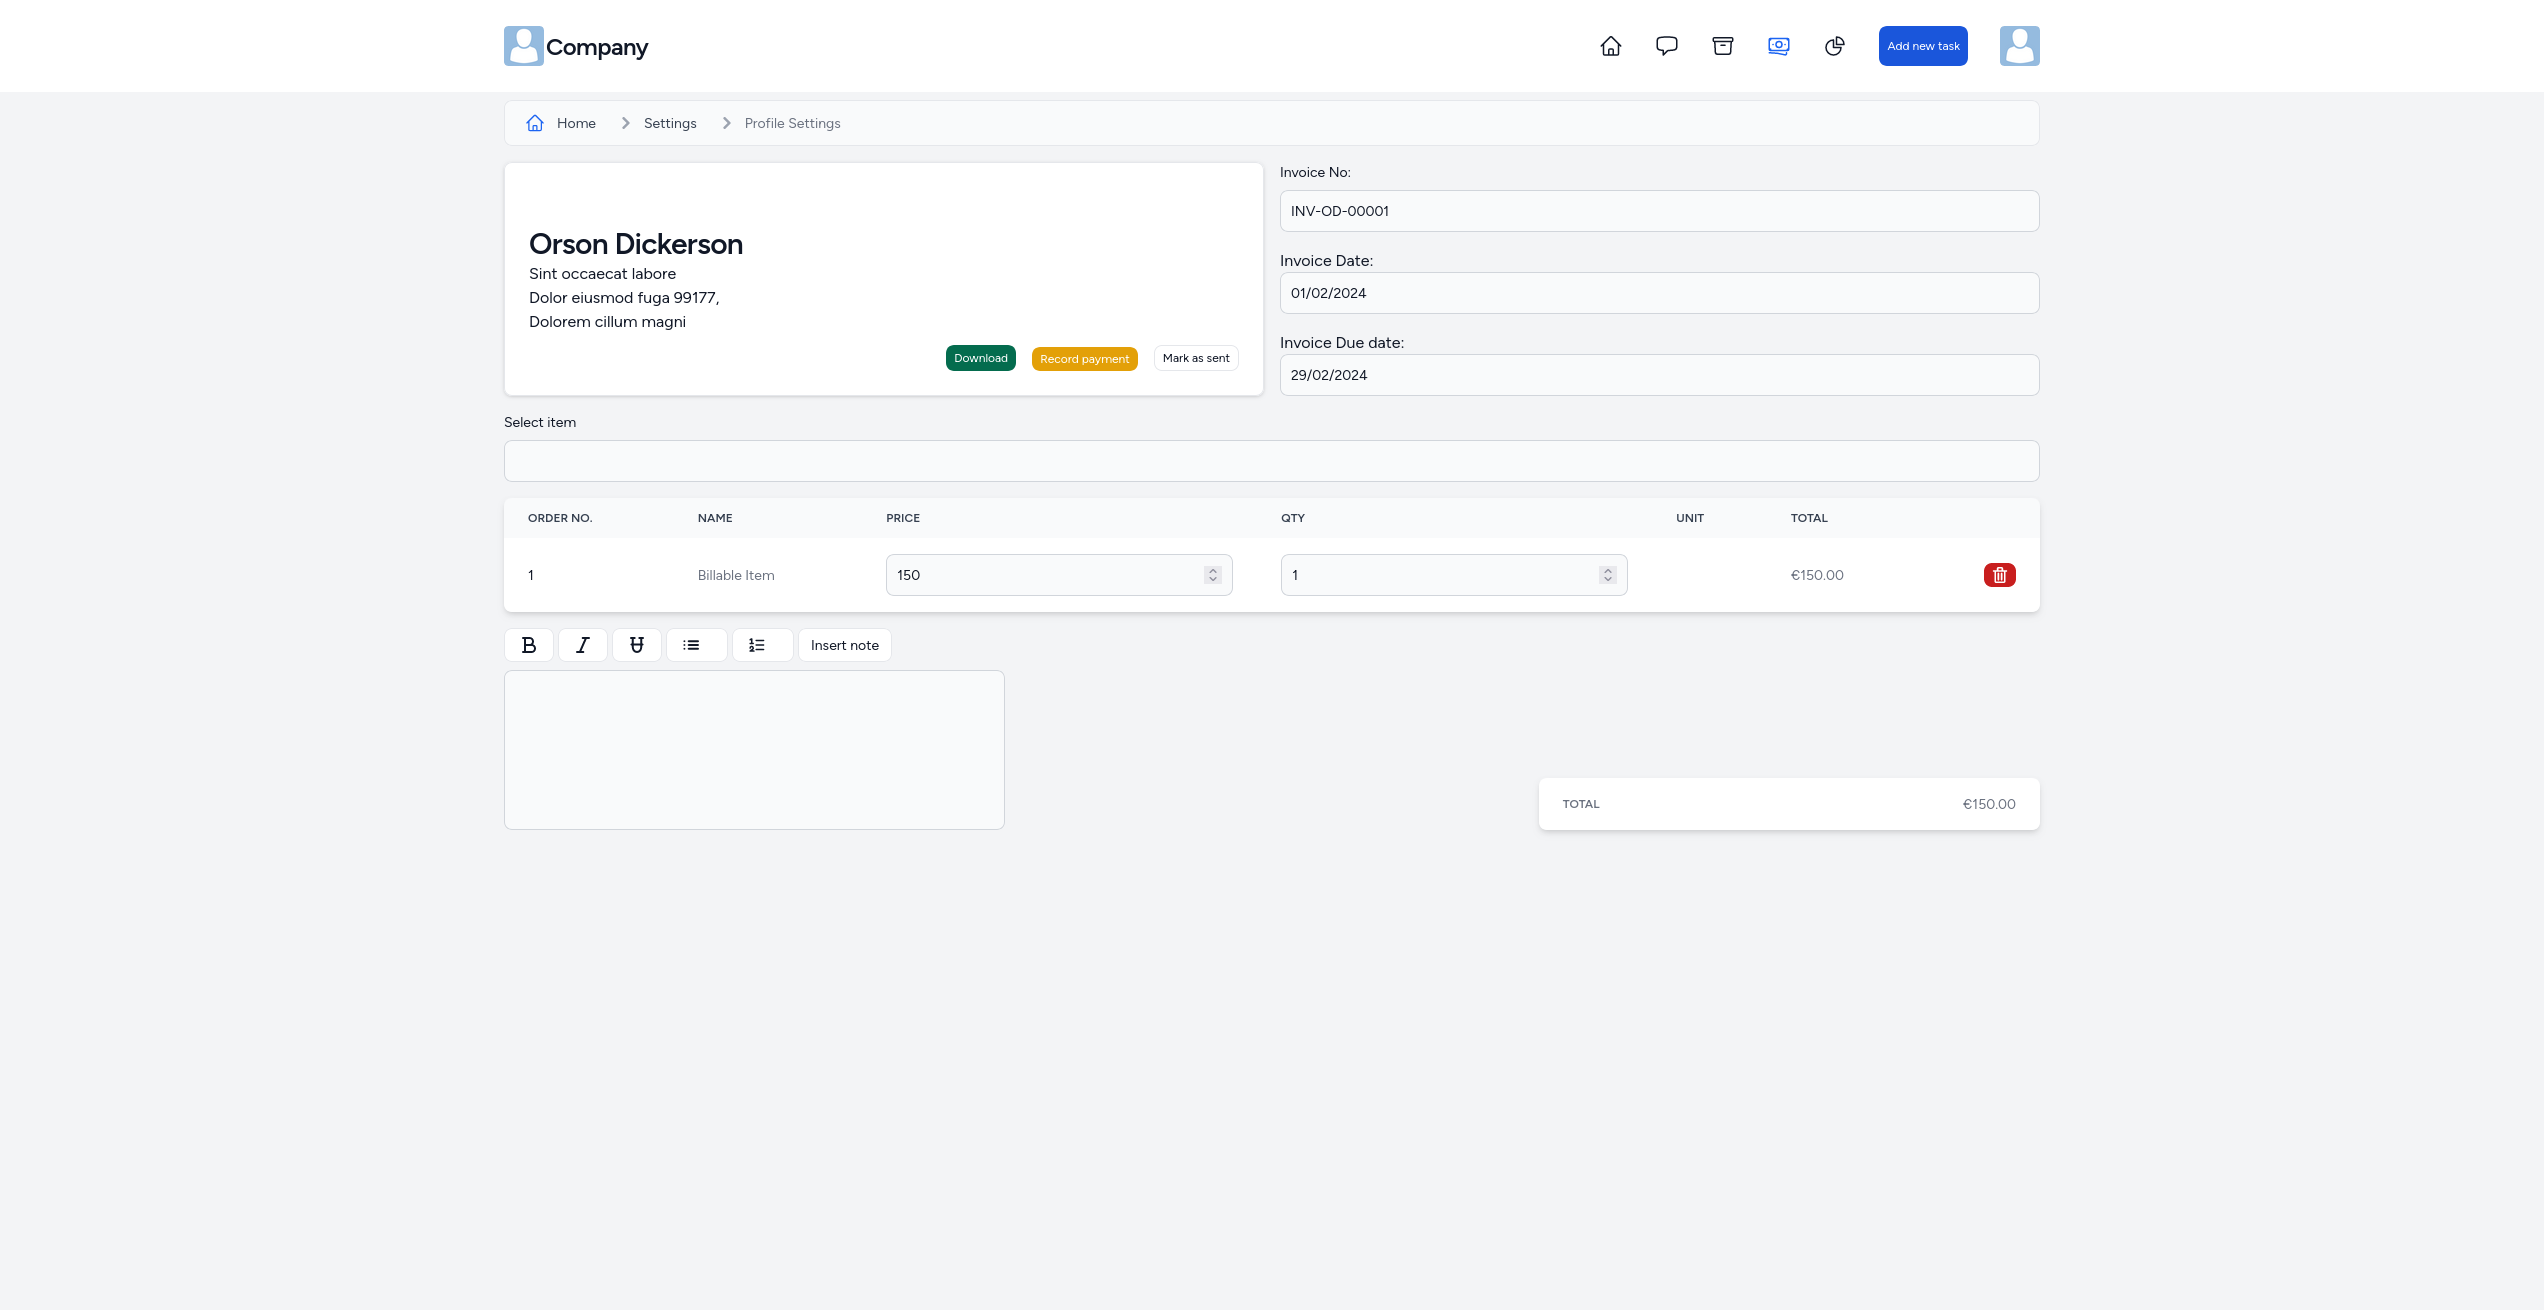 Company
Add new task
Home
Settings
Profile Settings
Orson Dickerson
Sint occaecat labore
Dolor eiusmod fuga 99177,
Dolorem cillum magni
Download
Record payment
Mark as sent
Invoice No:
INV-OD-00001
Invoice Date:
01/02/2024
Invoice Due date:
29/02/2024
Select item
ORDER NO. NAME PRICE QTY UNIT TOTAL
1 Billable Item 150 1 €150.00
Insert note
TOTAL €150.00